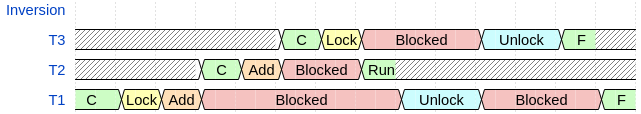 Inversion
T3 C Lock Blocked Unlock F
T2 C Add Blocked Run
T1 C Lock Add Blocked Unlock Blocked F